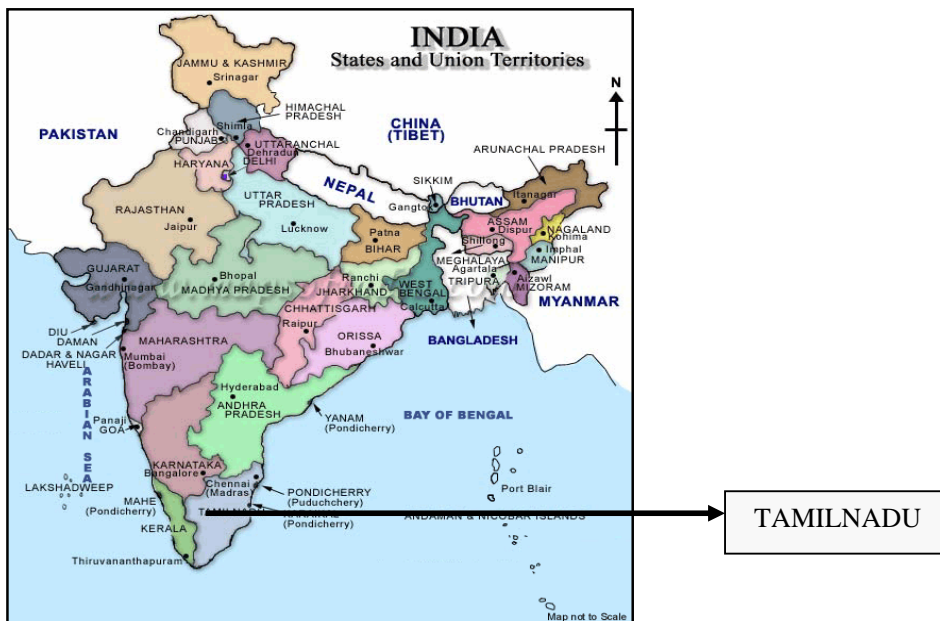 INDIA
States and Union Territories
N
JAMMU & KASHMIR
Srinagar
HIMACHAL
PRADESH
PAKISTAN
CHINA
(TIBET)
Chandigarh
Shimla
PUNJAB
UTTARANCHAL
Dehradun
HARYANA
DELHI
ARUNACHAL PRADESH
SIKKIM
NEPAL
Gangtok
BHUTAN
Itanagar
RAJASTHAN
Jaipur
UTTAR
PRADESH
Lucknow
ASSAM
Dispur
NAGALAND
Kohima
Patna
BIHAR
Shillong
MEGHALAYA
Imphal
MANIPUR
Agartala
TRIPURA
Aizawl
MIZORAM
GUJARAT
Gandhinagar
Bhopal
MADHYA PRADESH
Ranchi
JHARKHAND
WEST
BENGAL
Calcutta
MYANMAR
CHHATTISGARH
Raipur
ORISSA
Bhubaneshwar
BANGLADESH
DIU
DAMAN
DADAR & NAGAR
HAVELI
MAHARASHTRA
Mumbai
(Bombay)
ARABIAN SEA
Hyderabad
ANDHRA
PRADESH
YANAM
(Pondicherry)
BAY OF BENGAL
Panaji
GOA
KARNATAKA
Bangalore
Chennai
(Madras)
PONDICHERRY
(Puduchery)
Port Blair
LAKSHADWEEP
MAHE
(Pondicherry)
(Pondicherry)
ANDAMAN & NICOBAR ISLANDS
TAMILNADU
KERALA
Thiruvananthapuram
Map not to Scale